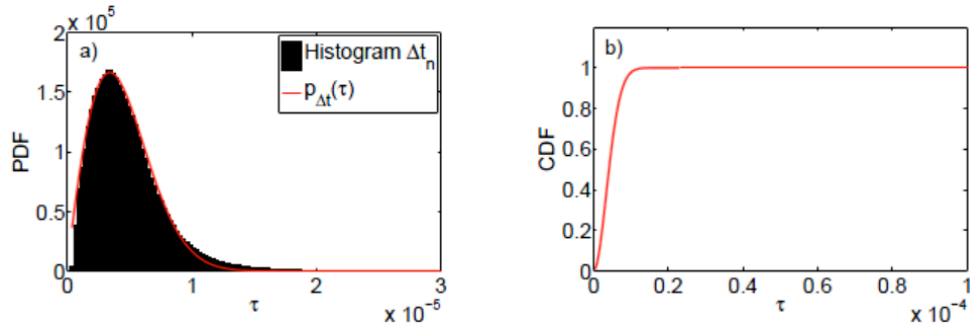 x 10^5
2
1.5
1
0.5
0
a)
Histogram Δt_n
p_Δt(τ)
PDF
0 1 2 3
τ
x 10^-5
b)
1
0.8
0.6
0.4
0.2
0
CDF
0 0.2 0.4 0.6 0.8 1
τ
x 10^-4